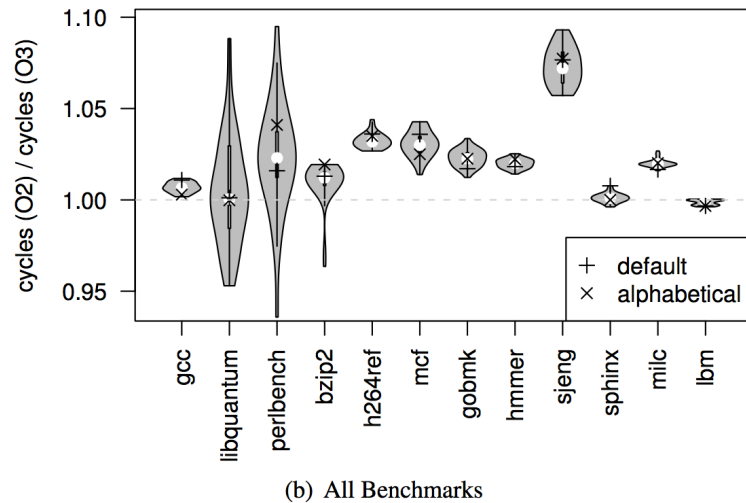 cycles (O2) / cycles (O3)
1.10
1.05
1.00
0.95
+ default
× alphabetical
gcc
libquantum
perlbench
bzip2
h264ref
mcf
gobmk
hmmer
sjeng
sphinx
milc
lbm
(b) All Benchmarks